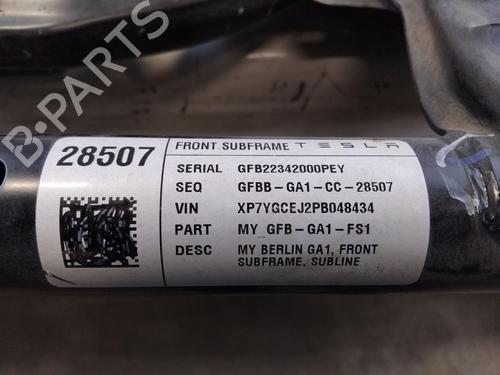 B-PARTS
28507
FRONT SUBFRAME TESLA
SERIAL GFB22342000PEY
SEQ GFBB-GA1-CC-28507
VIN XP7YGCEJ2PB048434
PART MY_GFB-GA1-FS1
DESC MY BERLIN GA1, FRONT
SUBFRAME, SUBLINE